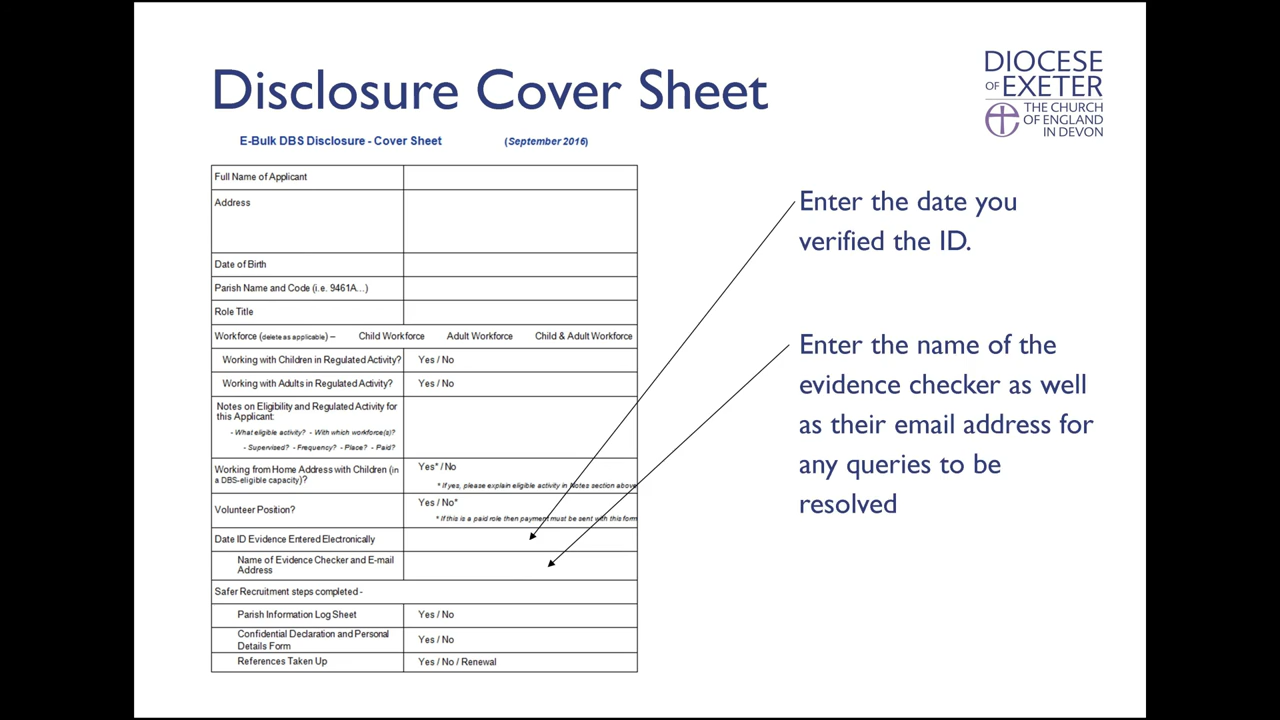 Disclosure Cover Sheet
DIOCESE
OF EXETER
THE CHURCH
OF ENGLAND
IN DEVON
E-Bulk DBS Disclosure - Cover Sheet (September 2016)
Full Name of Applicant
Address
Date of Birth
Parish Name and Code (i.e. 9461A...)
Role Title
Workforce (delete as applicable) – Child Workforce Adult Workforce Child & Adult Workforce
Working with Children in Regulated Activity? Yes / No
Working with Adults in Regulated Activity? Yes / No
Notes on Eligibility and Regulated Activity for
this Applicant:
- What eligible activity? - With which workforce(s)?
- Supervised? - Frequency? - Place? - Paid?
Working from Home Address with Children (in
a DBS-eligible capacity)?
Yes* / No
* If yes, please explain eligible activity in Notes section above
Volunteer Position?
Yes / No*
* If this is a paid role then payment must be sent with this form
Date ID Evidence Entered Electronically
Name of Evidence Checker and E-mail
Address
Safer Recruitment steps completed -
Parish Information Log Sheet Yes / No
Confidential Declaration and Personal
Details Form
Yes / No
References Taken Up Yes / No / Renewal
Enter the date you
verified the ID.
Enter the name of the
evidence checker as well
as their email address for
any queries to be
resolved